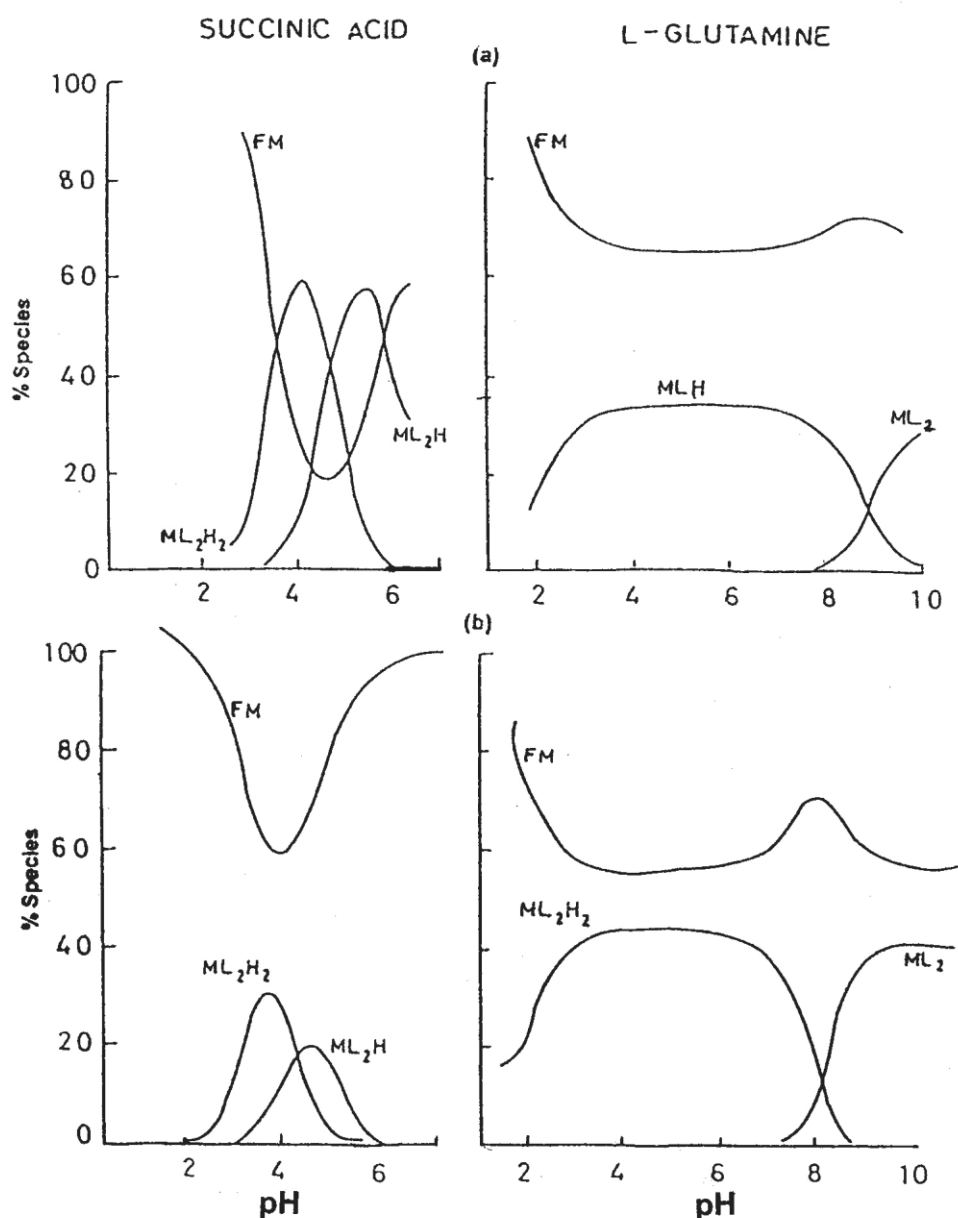 SUCCINIC ACID
L-GLUTAMINE
(a)
% Species
100
80
60
40
20
0
FM
ML₂H₂
ML₂H
2 4 6
FM
MLH
ML₂
2 4 6 8 10
(b)
% Species
100
80
60
40
20
0
FM
ML₂H₂
ML₂H
2 4 6
pH
FM
ML₂H₂
ML₂
2 4 6 8 10
pH